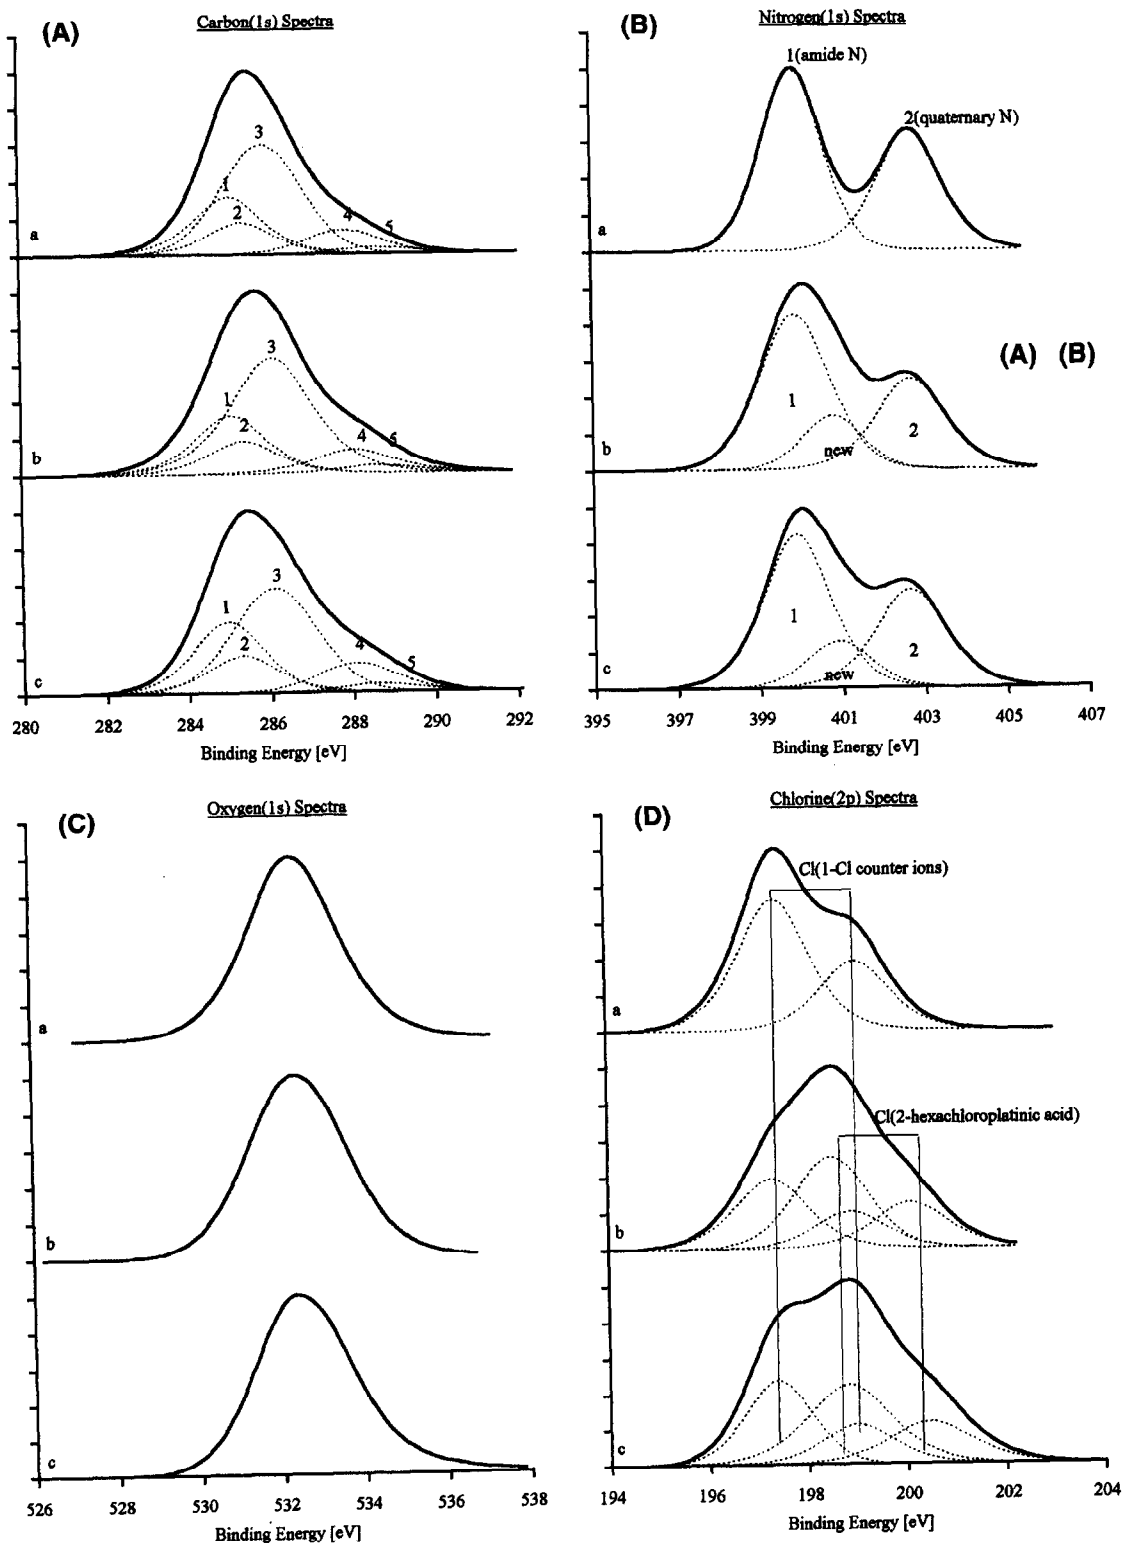 (A)
Carbon(1s) Spectra
1
2
3
4
5
a
1
2
3
4
5
b
1
2
3
4
5
c
280 282 284 286 288 290 292
Binding Energy [eV]
(B)
Nitrogen(1s) Spectra
1(amide N)
2(quaternary N)
a
(A) (B)
1
2
new
b
1
2
new
c
395 397 399 401 403 405 407
Binding Energy [eV]
(C)
Oxygen(1s) Spectra
a
b
c
526 528 530 532 534 536 538
Binding Energy [eV]
(D)
Chlorine(2p) Spectra
Cl(1-Cl counter ions)
a
Cl(2-hexachloroplatinic acid)
b
c
194 196 198 200 202 204
Binding Energy [eV]